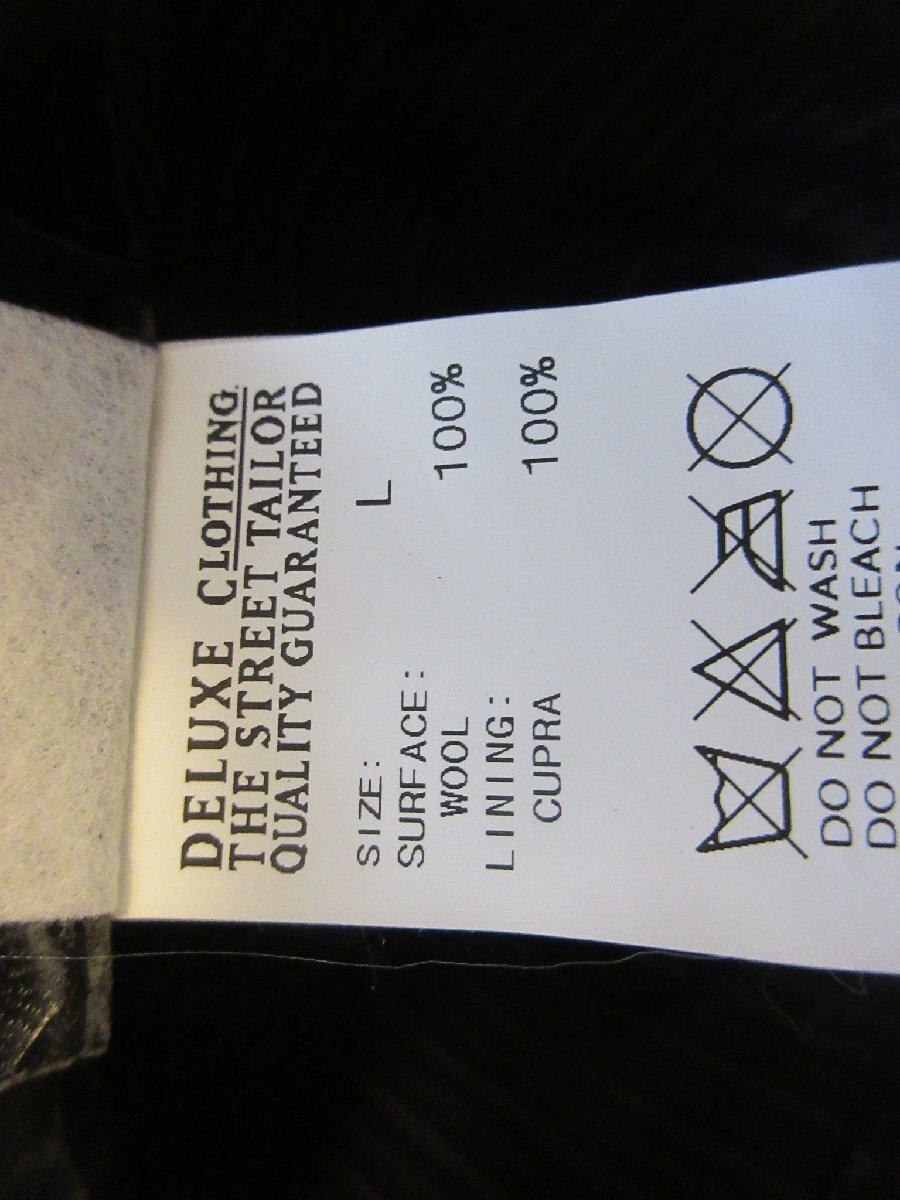 DELUXE CLOTHING.
THE STREET TAILOR
QUALITY GUARANTEED
SIZE: L
SURFACE:
WOOL 100%
LINING:
CUPRA 100%
DO NOT WASH
DO NOT BLEACH